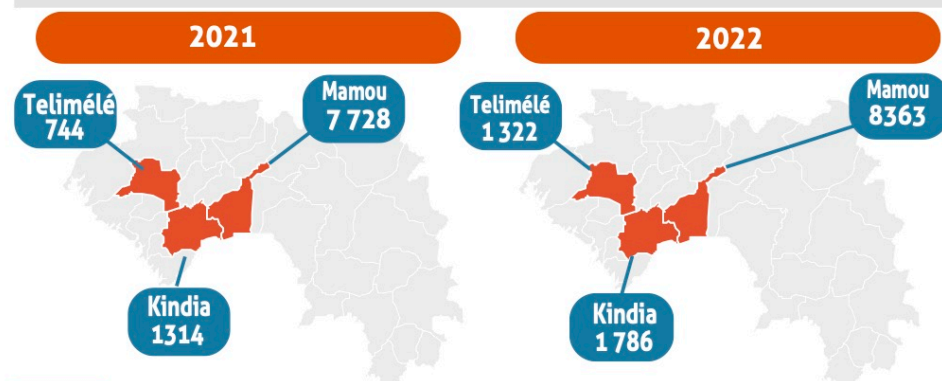 2021
Telimélé
744
Mamou
7 728
Kindia
1314
2022
Telimélé
1 322
Mamou
8363
Kindia
1 786